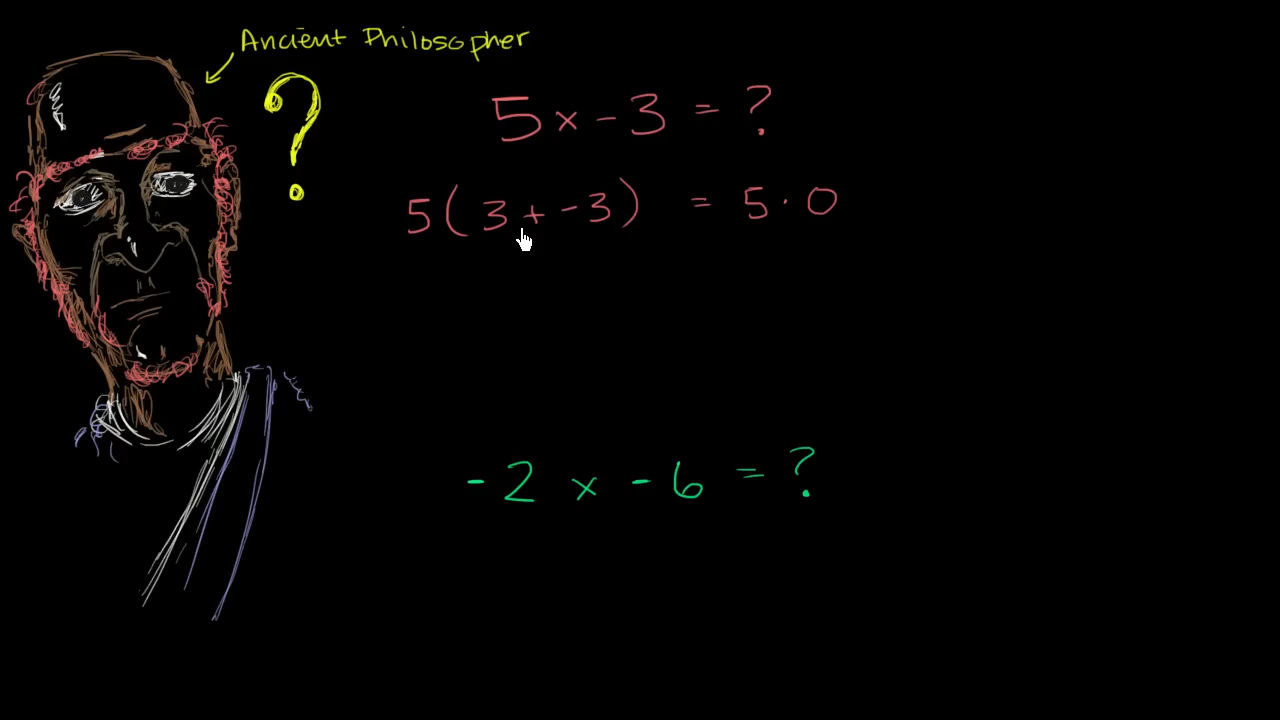 Ancient Philosopher
?
5 x -3 = ?
5(3 + -3) = 5 · 0
-2 x -6 = ?